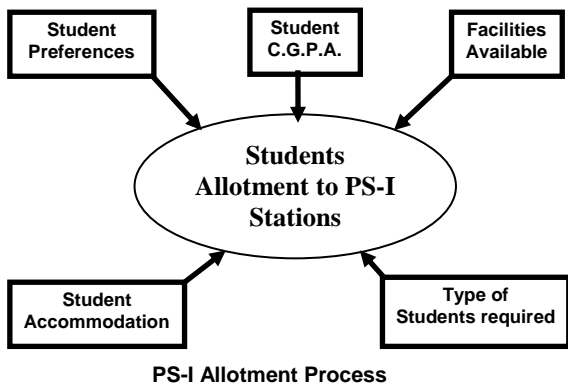 Student
Preferences
Student
C.G.P.A.
Facilities
Available
Students
Allotment to PS-I
Stations
Student
Accommodation
Type of
Students required
PS-I Allotment Process